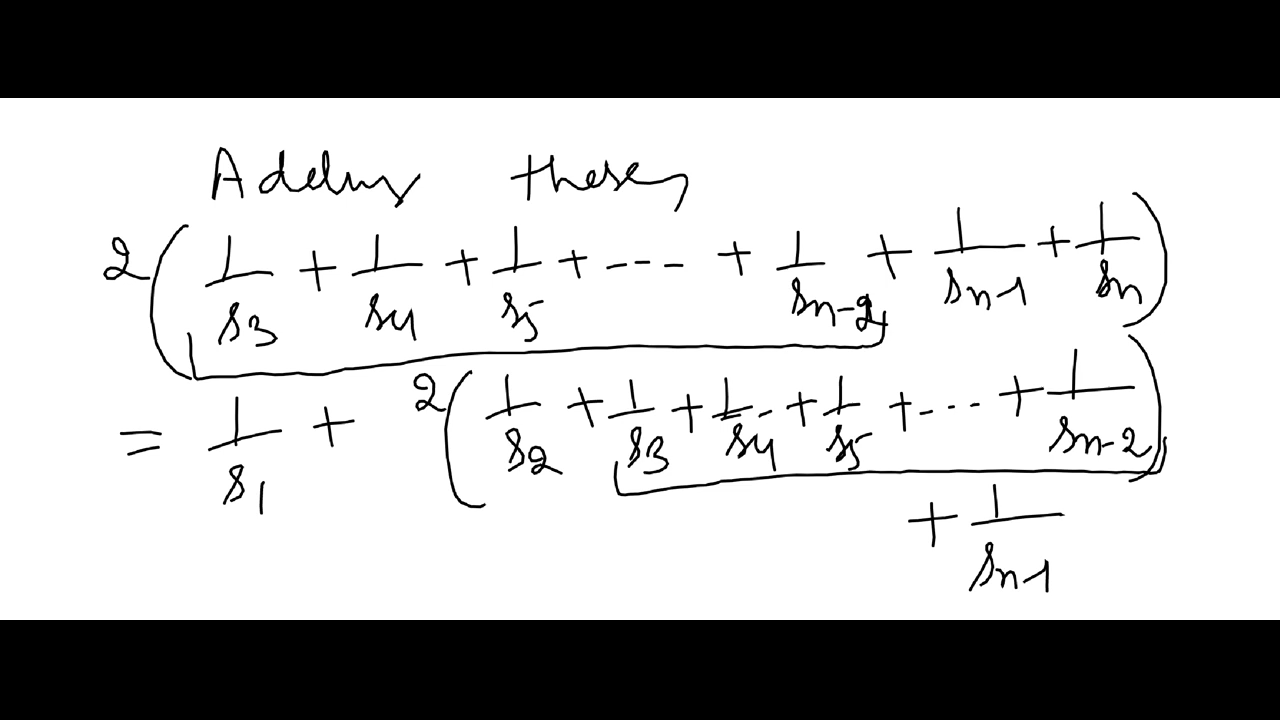 Adding these,
2(1/s3 + 1/s4 + 1/s5 + ---- + 1/sn-2 + 1/sn-1 + 1/sn)
= 1/s1 + 2(1/s2 + 1/s3 + 1/s4 + 1/s5 + ---- + 1/sn-2)
+ 1/sn-1